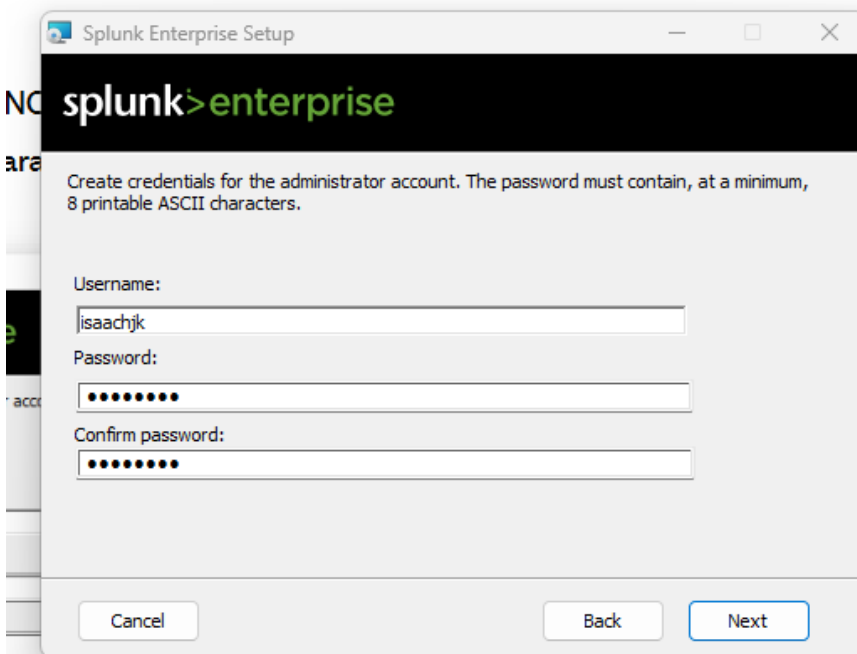 Splunk Enterprise Setup
splunk>enterprise
Create credentials for the administrator account. The password must contain, at a minimum,
8 printable ASCII characters.
Username:
isaachjk
Password:
●●●●●●●●
Confirm password:
●●●●●●●●
Cancel
Back
Next